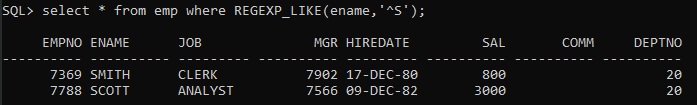 SQL> select * from emp where REGEXP_LIKE(ename,'^S');
EMPNO ENAME JOB MGR HIREDATE SAL COMM DEPTNO
---------- ---------- --------- ---------- --------- ---------- ---------- ----------
7369 SMITH CLERK 7902 17-DEC-80 800 20
7788 SCOTT ANALYST 7566 09-DEC-82 3000 20